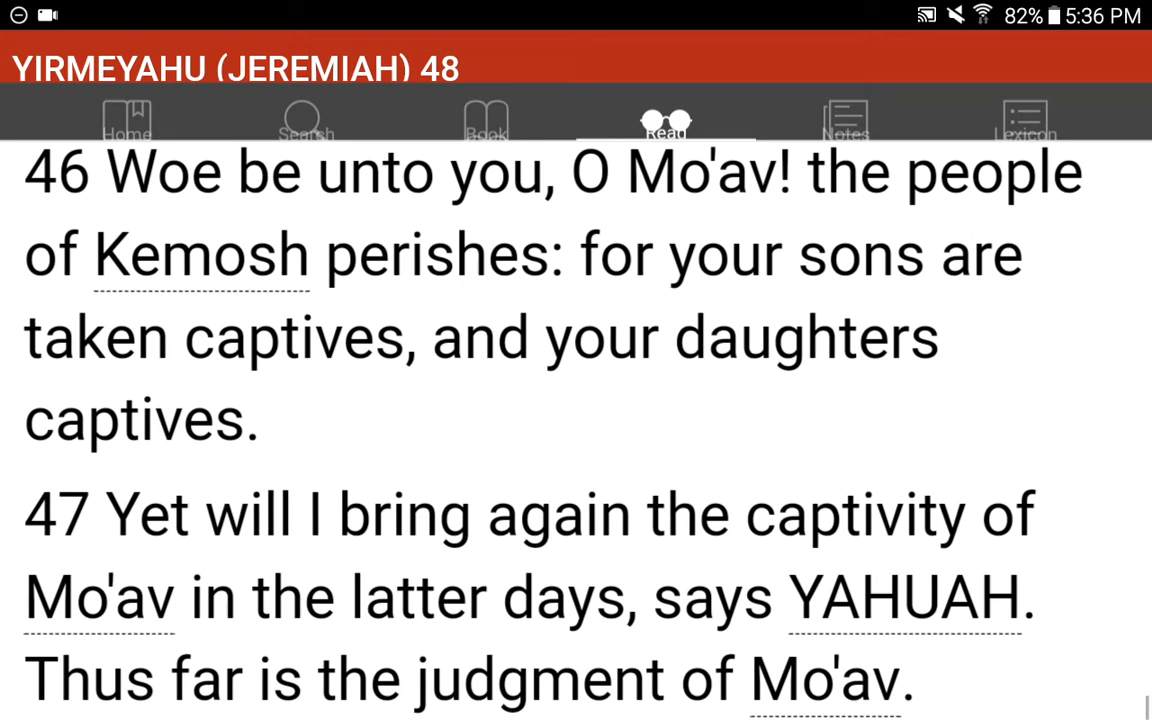 82% 5:36 PM
YIRMEYAHU (JEREMIAH) 48
Home Search Book Read Notes Lexicon
46 Woe be unto you, O Mo'av! the people
of Kemosh perishes: for your sons are
taken captives, and your daughters
captives.
47 Yet will I bring again the captivity of
Mo'av in the latter days, says YAHUAH.
Thus far is the judgment of Mo'av.